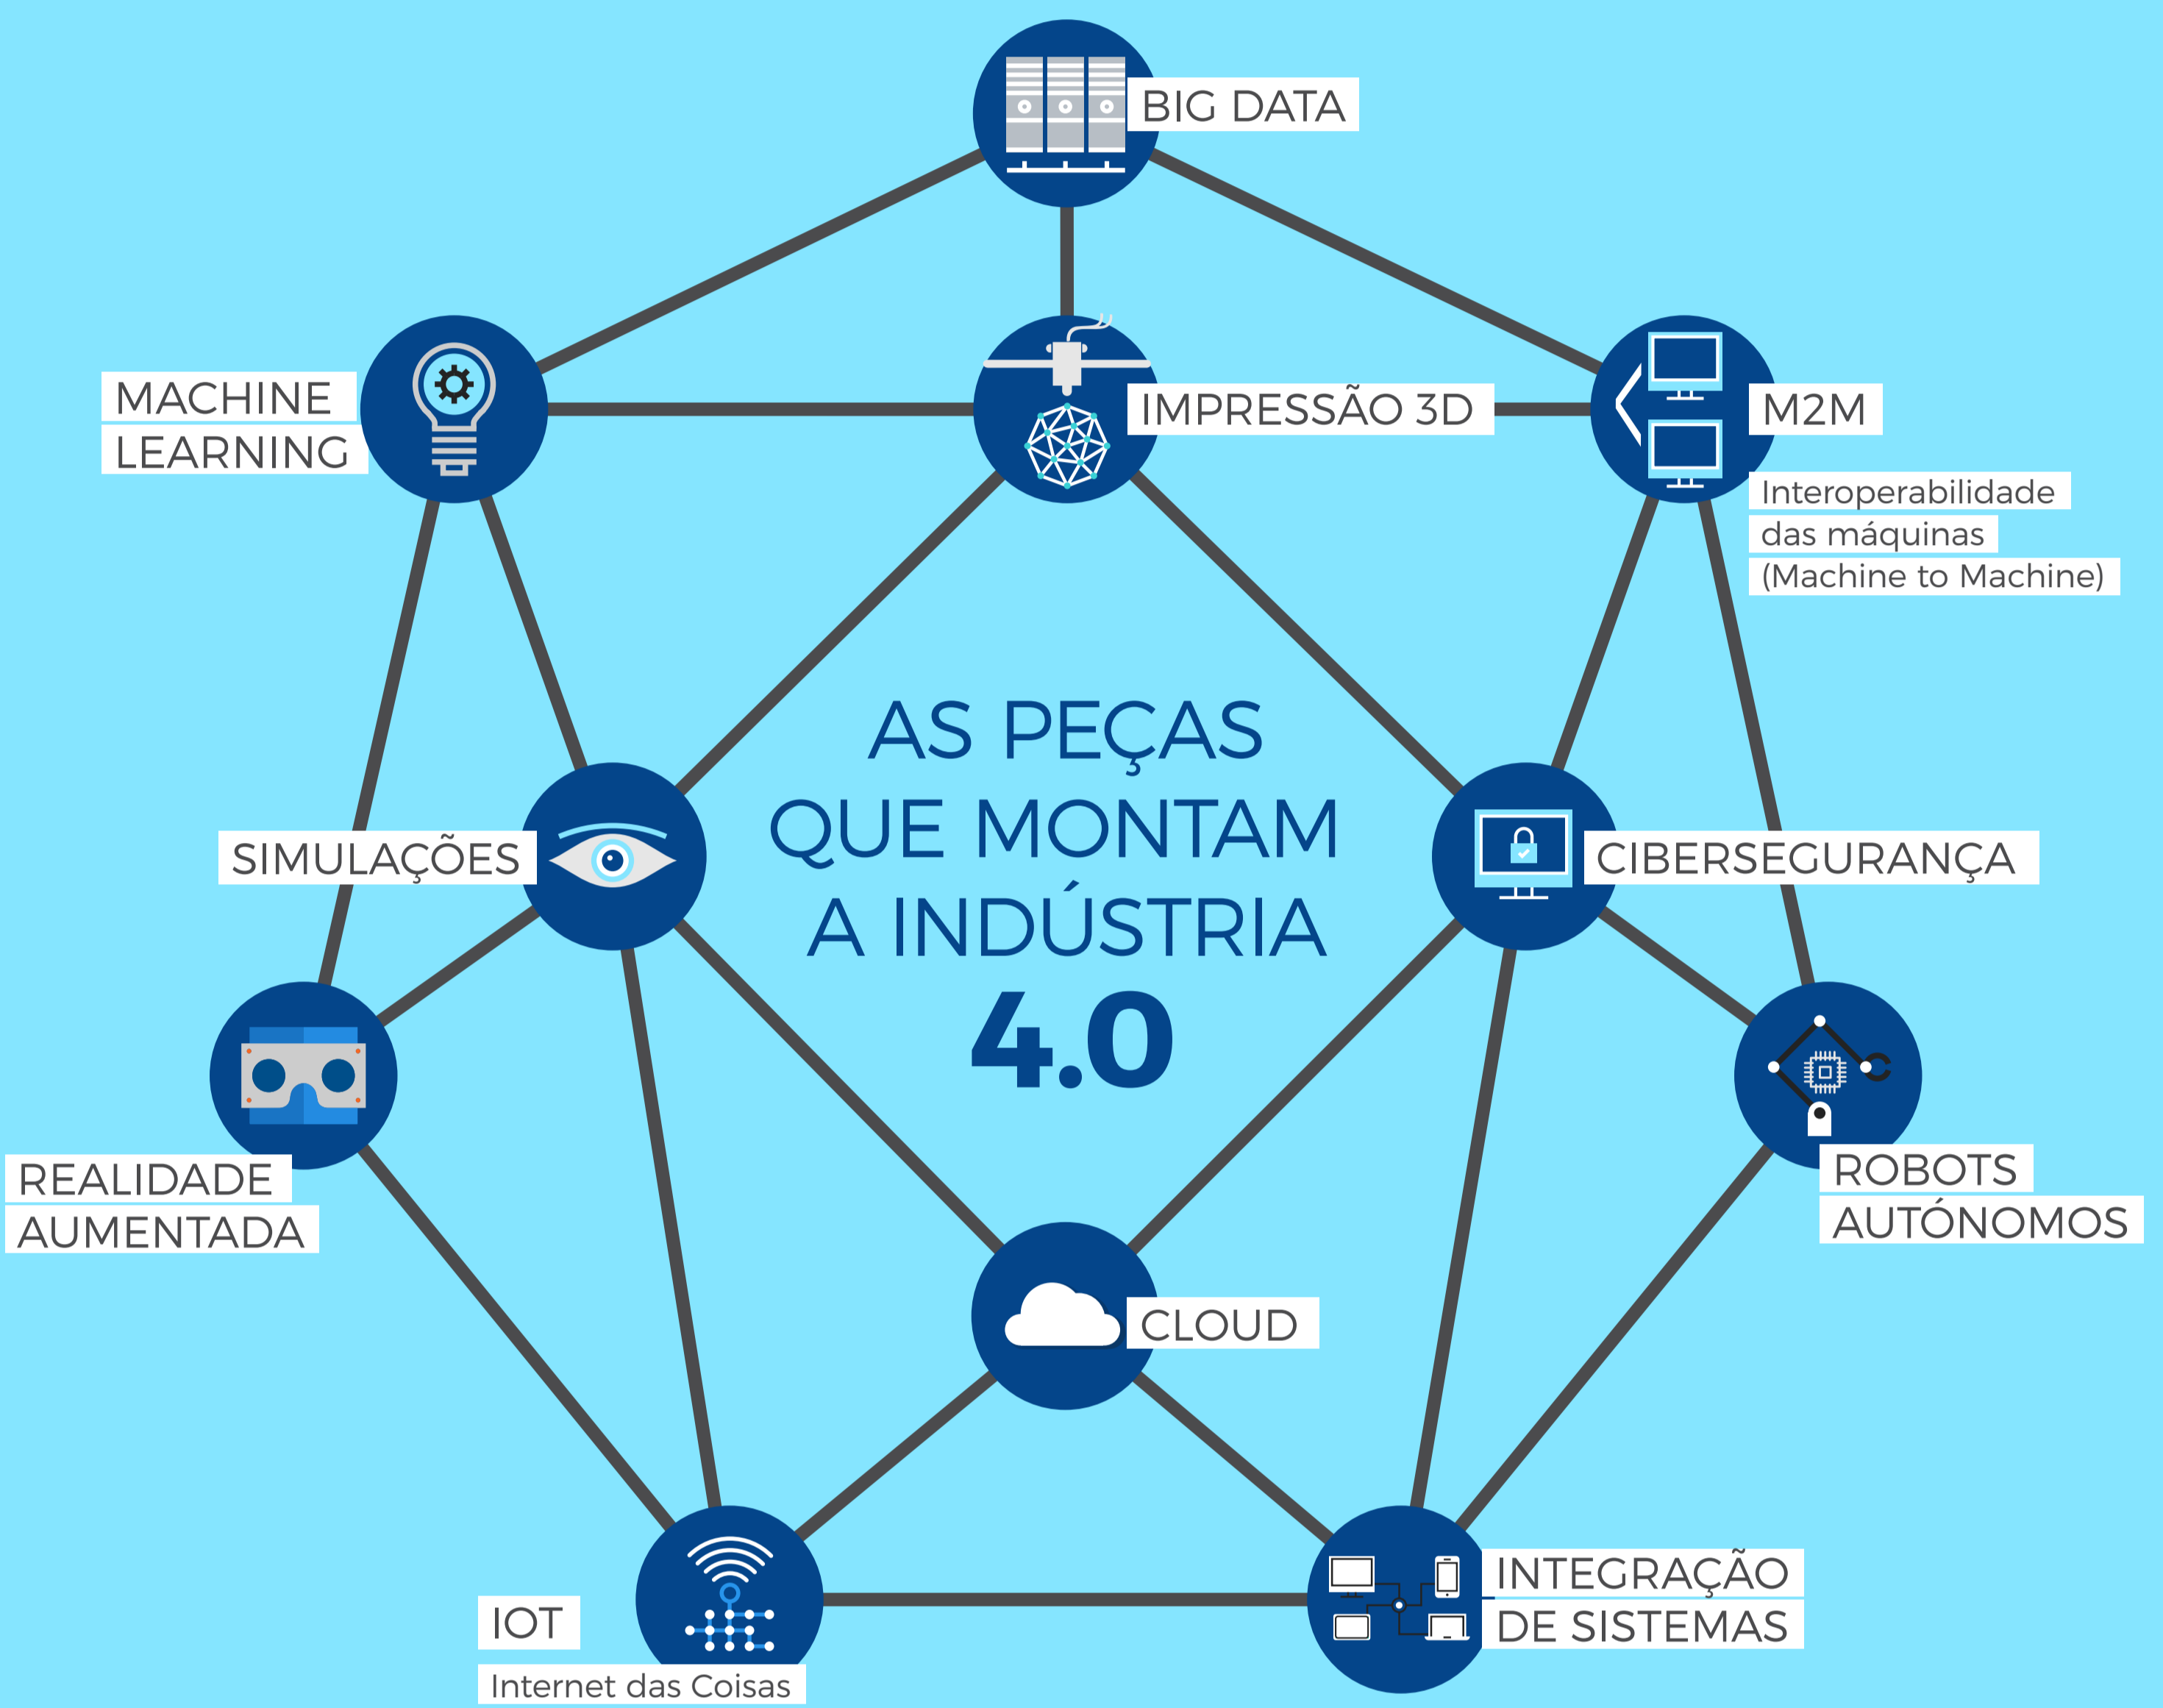 BIG DATA
MACHINE
LEARNING
IMPRESSÃO 3D
M2M
Interoperabilidade
das máquinas
(Machine to Machine)
AS PEÇAS
QUE MONTAM
A INDÚSTRIA
4.0
SIMULAÇÕES
CIBERSEGURANÇA
REALIDADE
AUMENTADA
ROBOTS
AUTÓNOMOS
CLOUD
IOT
Internet das Coisas
INTEGRAÇÃO
DE SISTEMAS